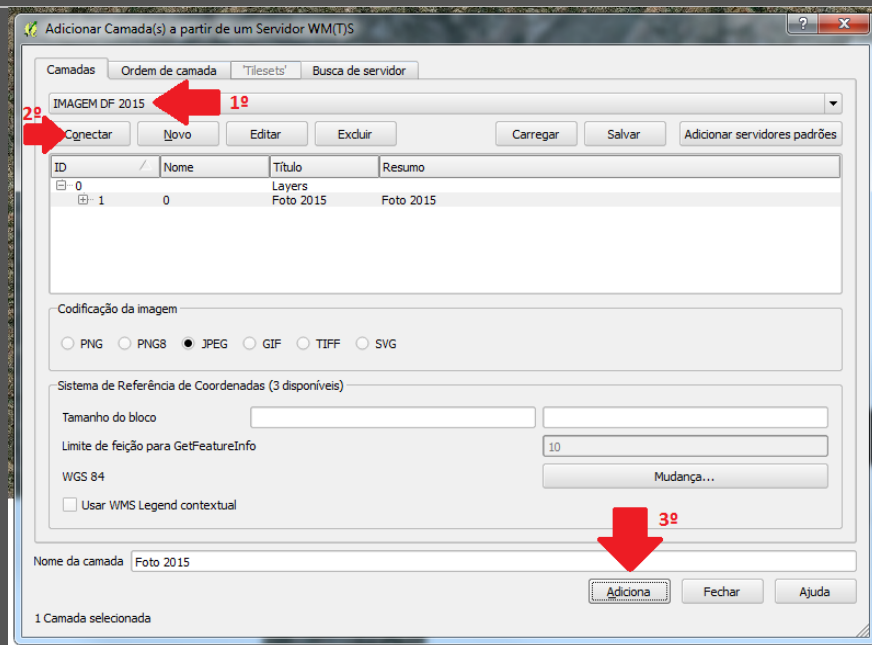 Adicionar Camada(s) a partir de um Servidor WM(T)S
Camadas Ordem de camada 'Tilesets' Busca de servidor
IMAGEM DF 2015 1º
2º
Conectar Novo Editar Excluir Carregar Salvar Adicionar servidores padrões
ID Nome Título Resumo
0 Layers
1 0 Foto 2015 Foto 2015
Codificação da imagem
PNG PNG8 JPEG GIF TIFF SVG
Sistema de Referência de Coordenadas (3 disponíveis)
Tamanho do bloco
Limite de feição para GetFeatureInfo 10
WGS 84 Mudança...
Usar WMS Legend contextual
3º
Nome da camada Foto 2015
Adiciona Fechar Ajuda
1 Camada selecionada